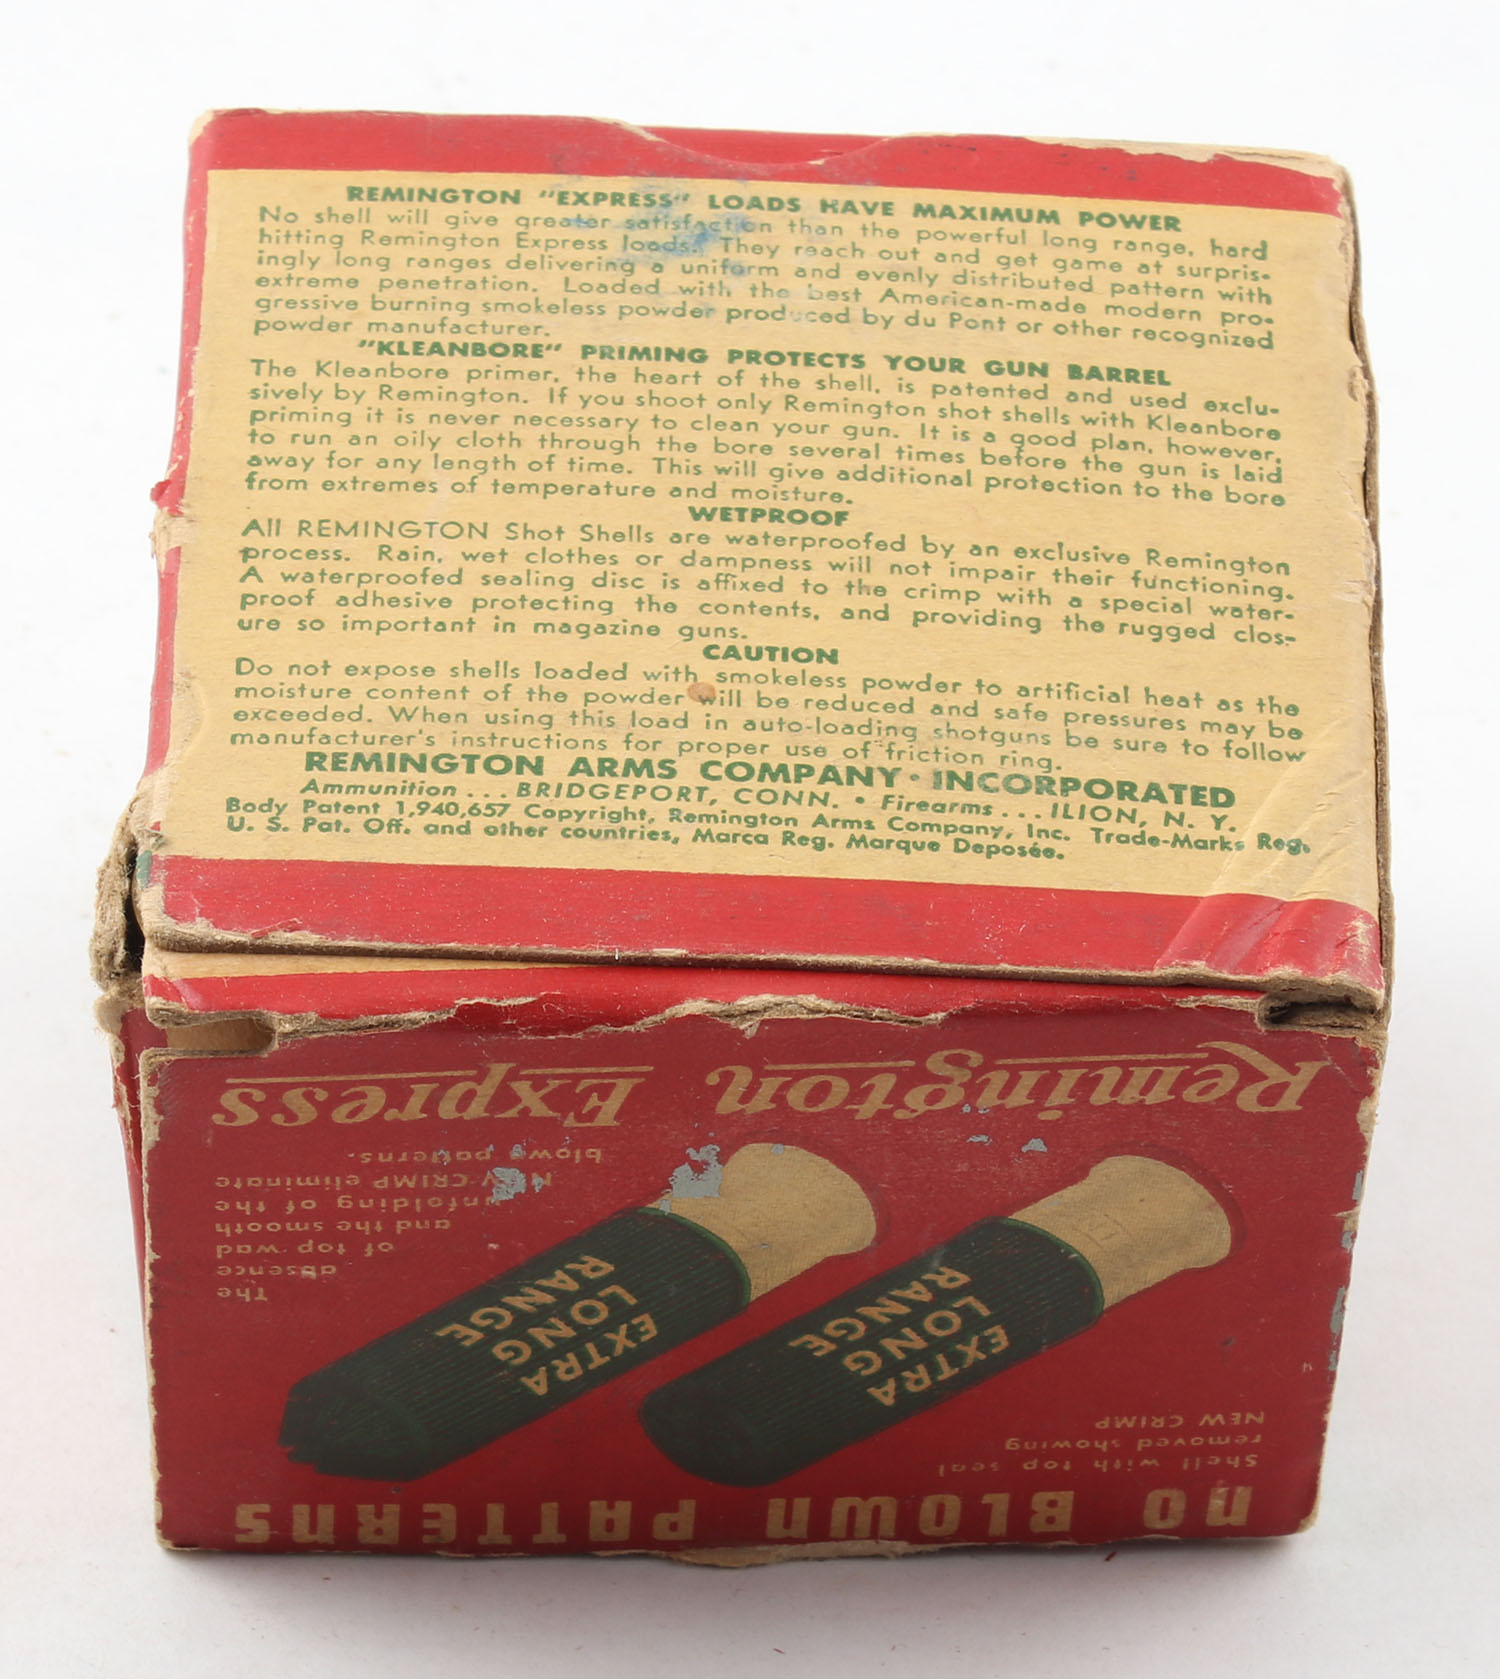 REMINGTON "EXPRESS" LOADS HAVE MAXIMUM POWER
No shell will give greater satisfaction than the powerful long range, hard
hitting Remington Express loads. They reach out and get game at surpris-
ingly long ranges delivering a uniform and evenly distributed pattern with
extreme penetration. Loaded with the best American-made modern pro-
gressive burning smokeless powder produced by du Pont or other recognized
powder manufacturer.
"KLEANBORE" PRIMING PROTECTS YOUR GUN BARREL
The Kleanbore primer, the heart of the shell, is patented and used exclu-
sively by Remington. If you shoot only Remington shot shells with Kleanbore
priming it is never necessary to clean your gun. It is a good plan, however,
to run an oily cloth through the bore several times before the gun is laid
away for any length of time. This will give additional protection to the bore
from extremes of temperature and moisture.
WETPROOF
All REMINGTON Shot Shells are waterproofed by an exclusive Remington
process. Rain, wet clothes or dampness will not impair their functioning.
A waterproofed sealing disc is affixed to the crimp with a special water-
proof adhesive protecting the contents, and providing the rugged clos-
ure so important in magazine guns.
CAUTION
Do not expose shells loaded with smokeless powder to artificial heat as the
moisture content of the powder will be reduced and safe pressures may be
exceeded. When using this load in auto-loading shotguns be sure to follow
manufacturer's instructions for proper use of friction ring.
REMINGTON ARMS COMPANY · INCORPORATED
Ammunition ... BRIDGEPORT, CONN. • Firearms ... ILION, N. Y.
Body Patent 1,940,657 Copyright, Remington Arms Company, Inc. Trade-Marks Reg.
U. S. Pat. Off. and other countries, Marca Reg. Marque Deposée.
NO BLOWN PATTERNS
Shell with top seal
removed showing
NEW CRIMP
EXTRA
LONG
RANGE
EXTRA
LONG
RANGE
The
absence
of top wad
and the smooth
unfolding of the
NEW CRIMP eliminate
blown patterns.
Remington Express